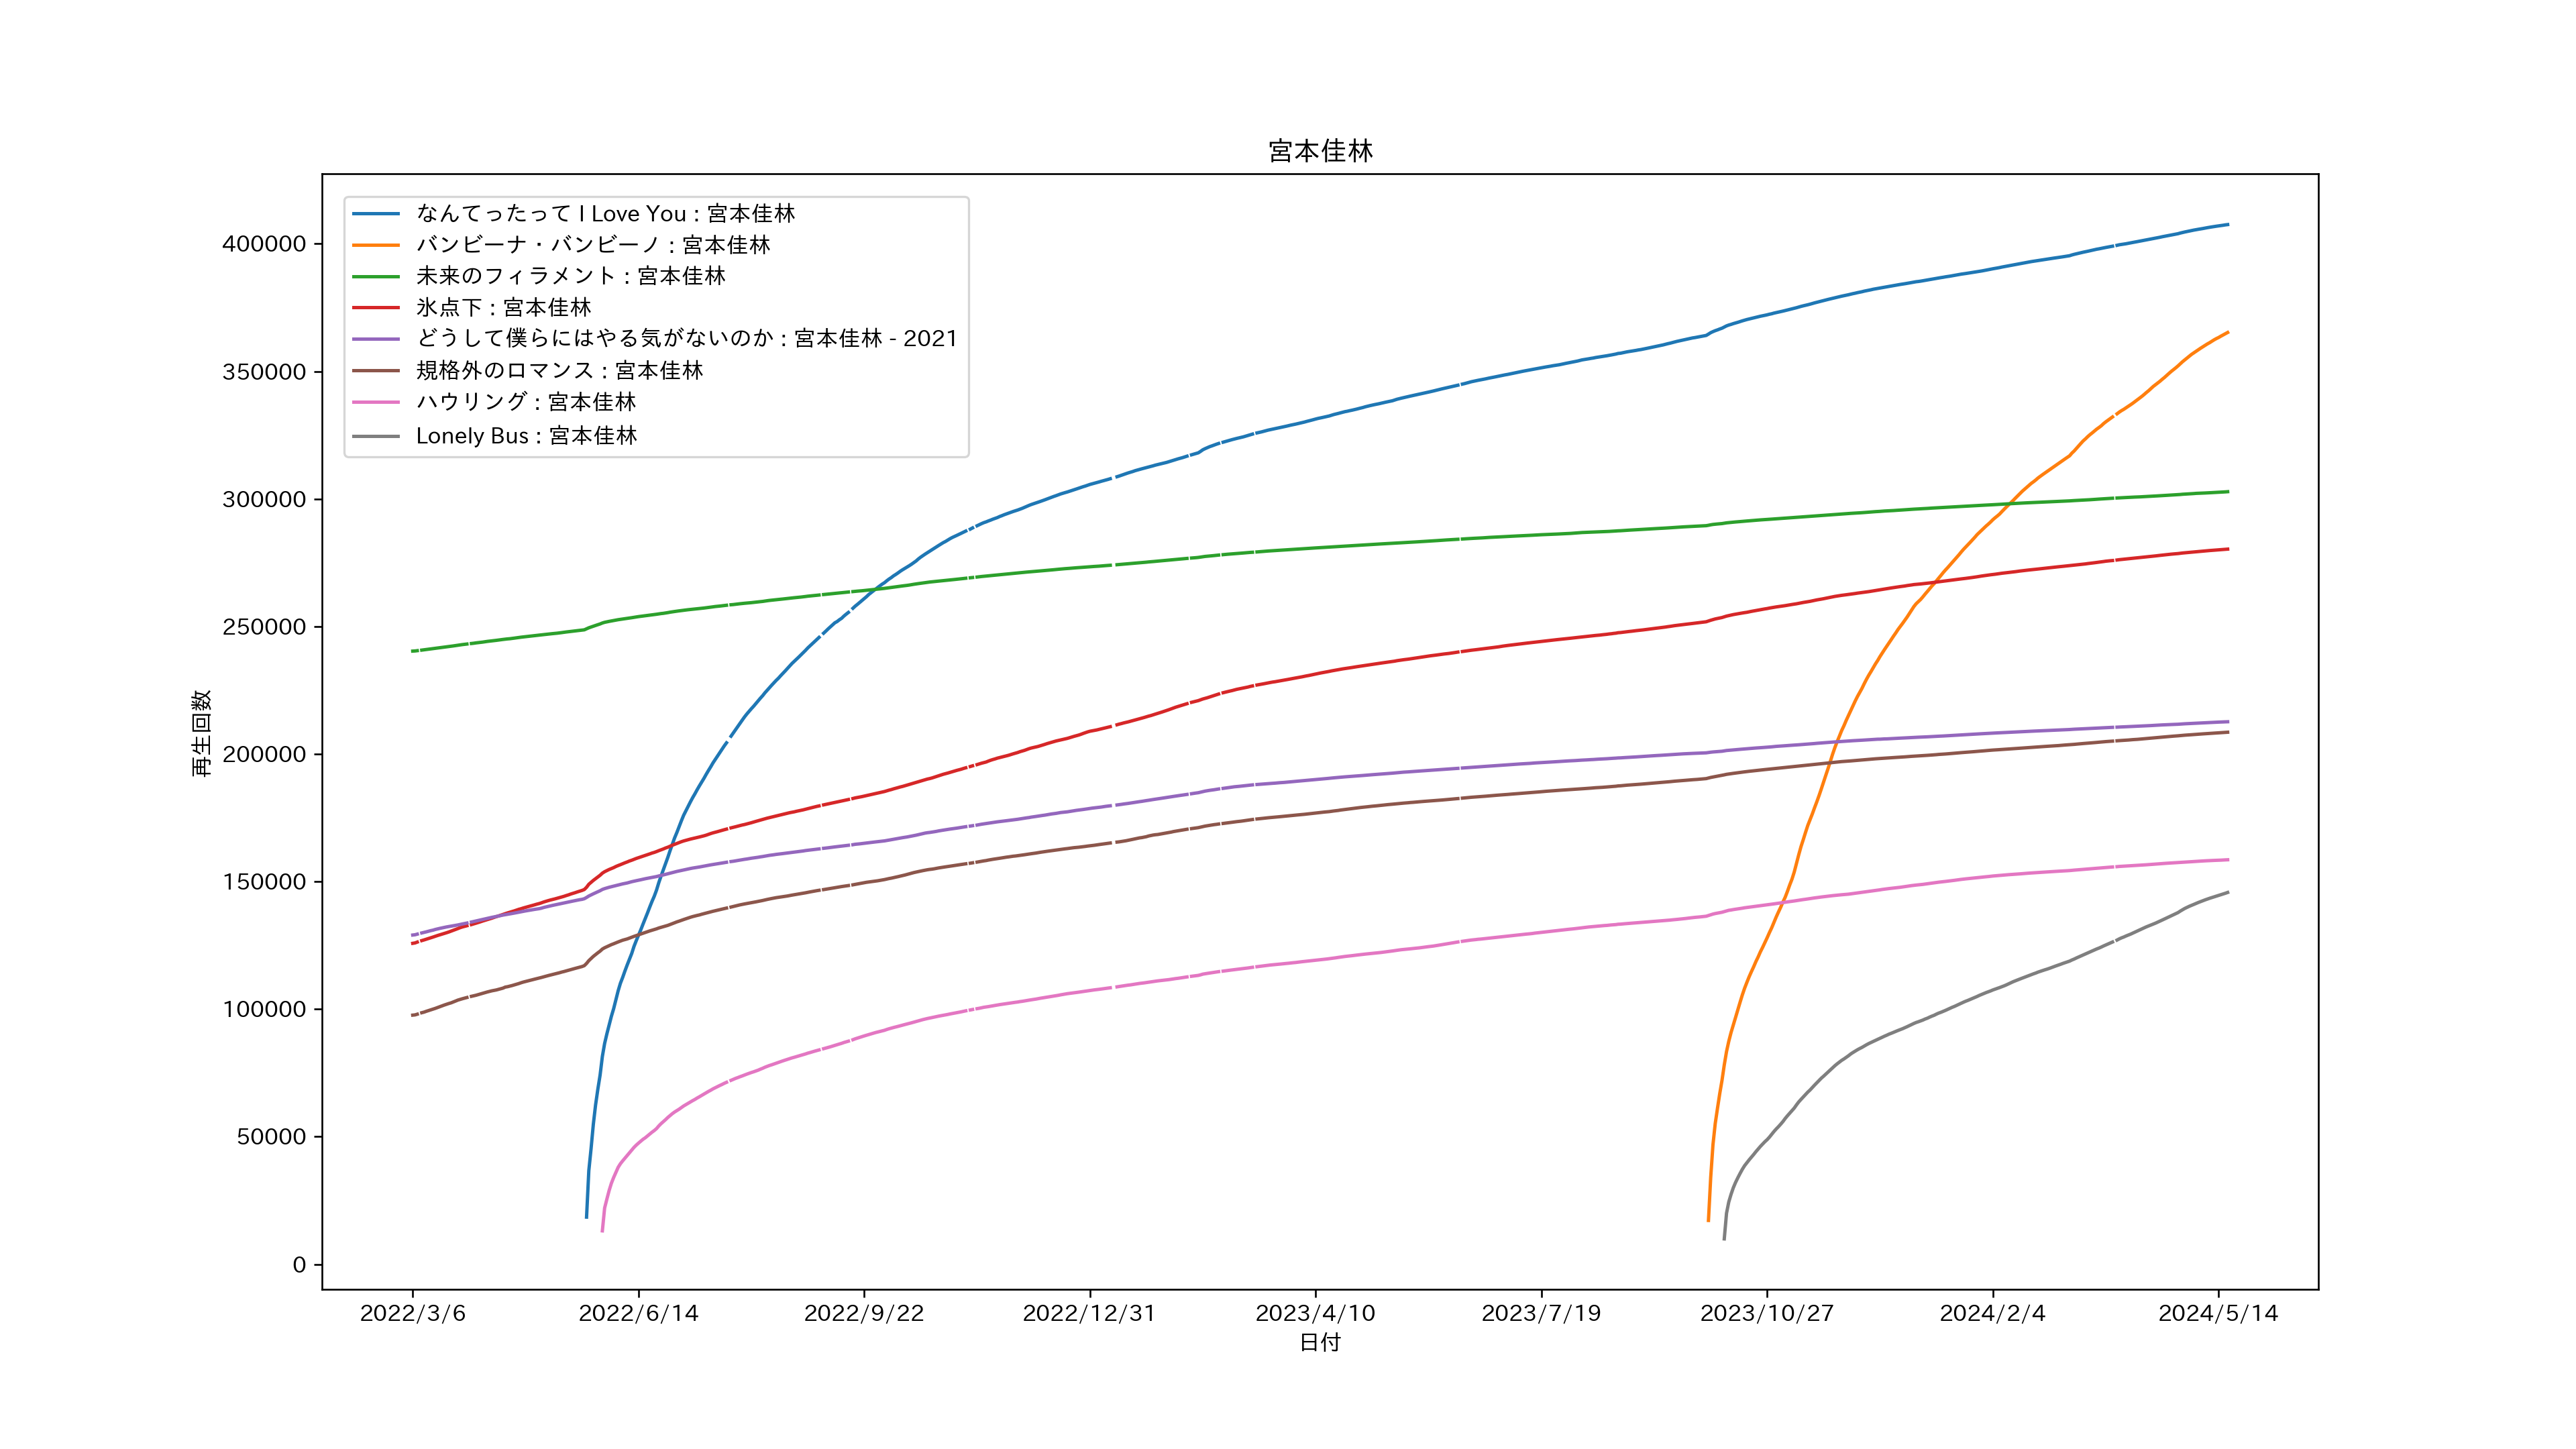 宮本佳林
なんてったって I Love You : 宮本佳林
バンビーナ・バンビーノ : 宮本佳林
未来のフィラメント : 宮本佳林
氷点下 : 宮本佳林
どうして僕らにはやる気がないのか : 宮本佳林 - 2021
規格外のロマンス : 宮本佳林
ハウリング : 宮本佳林
Lonely Bus : 宮本佳林
400000
350000
300000
250000
200000
150000
100000
50000
0
再生回数
2022/3/6 2022/6/14 2022/9/22 2022/12/31 2023/4/10 2023/7/19 2023/10/27 2024/2/4 2024/5/14
日付